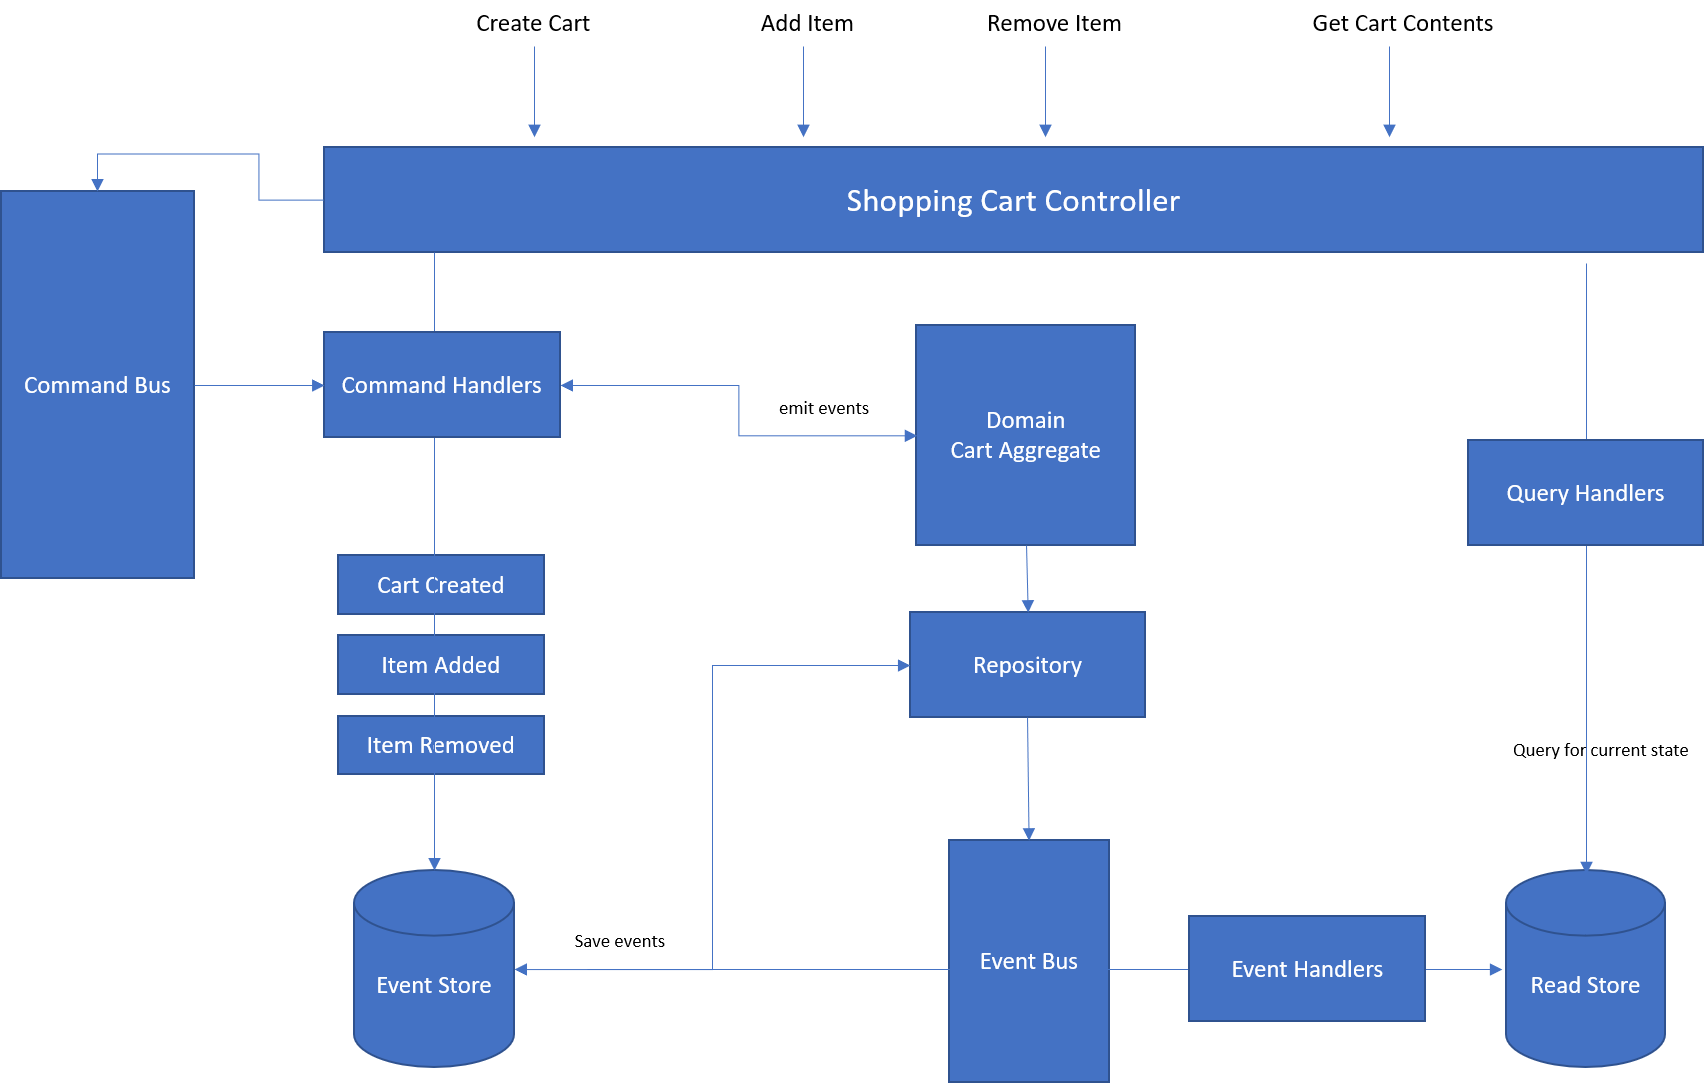 Create Cart
Add Item
Remove Item
Get Cart Contents
Shopping Cart Controller
Command Bus
Command Handlers
emit events
Domain
Cart Aggregate
Query Handlers
Cart Created
Item Added
Item Removed
Repository
Query for current state
Save events
Event Store
Event Bus
Event Handlers
Read Store